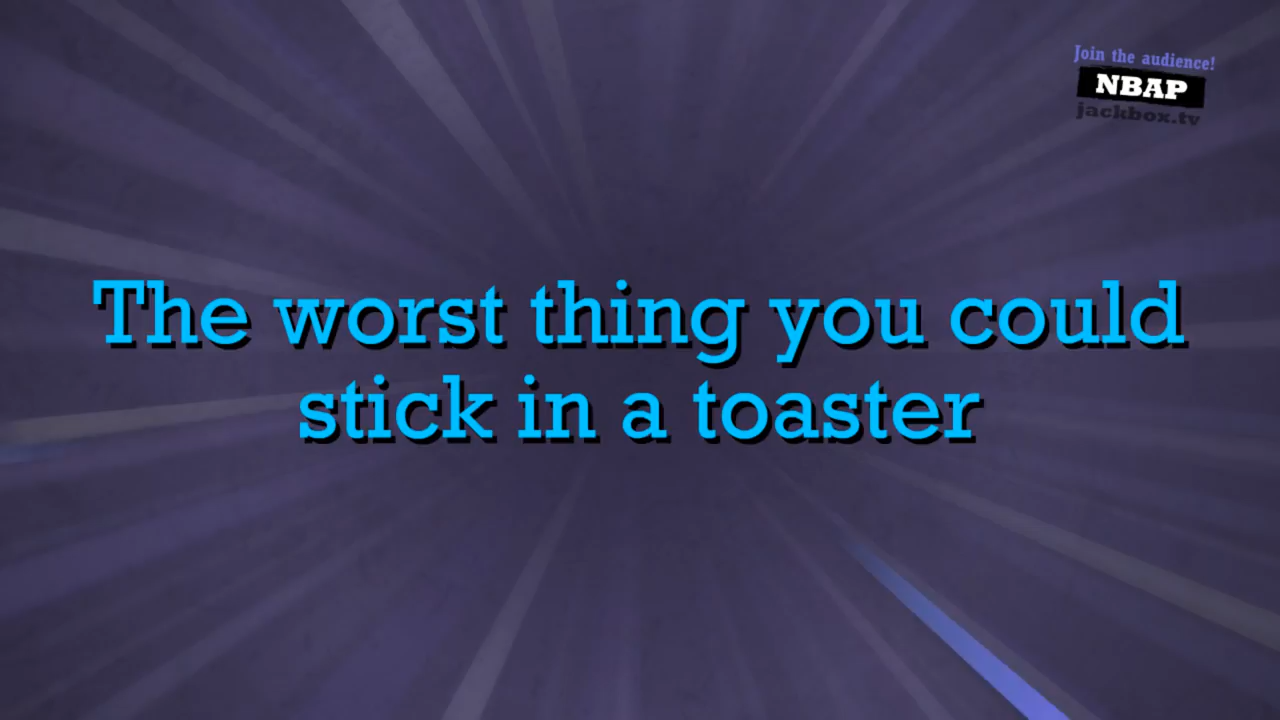 Join the audience!
NBAP
jackbox.tv
The worst thing you could
stick in a toaster